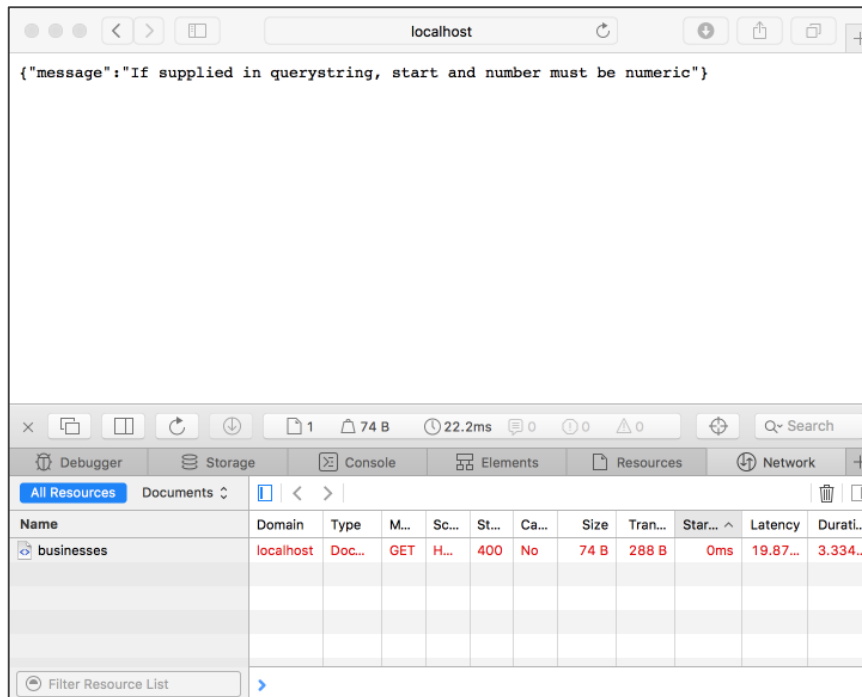 localhost
{"message":"If supplied in querystring, start and number must be numeric"}
1 74 B 22.2ms 0 0 0 Search
Debugger Storage Console Elements Resources Network
All Resources Documents
Name Domain Type M... Sc... St... Ca... Size Tran... Star... Latency Durati...
businesses localhost Doc... GET H... 400 No 74 B 288 B 0ms 19.87... 3.334...
Filter Resource List